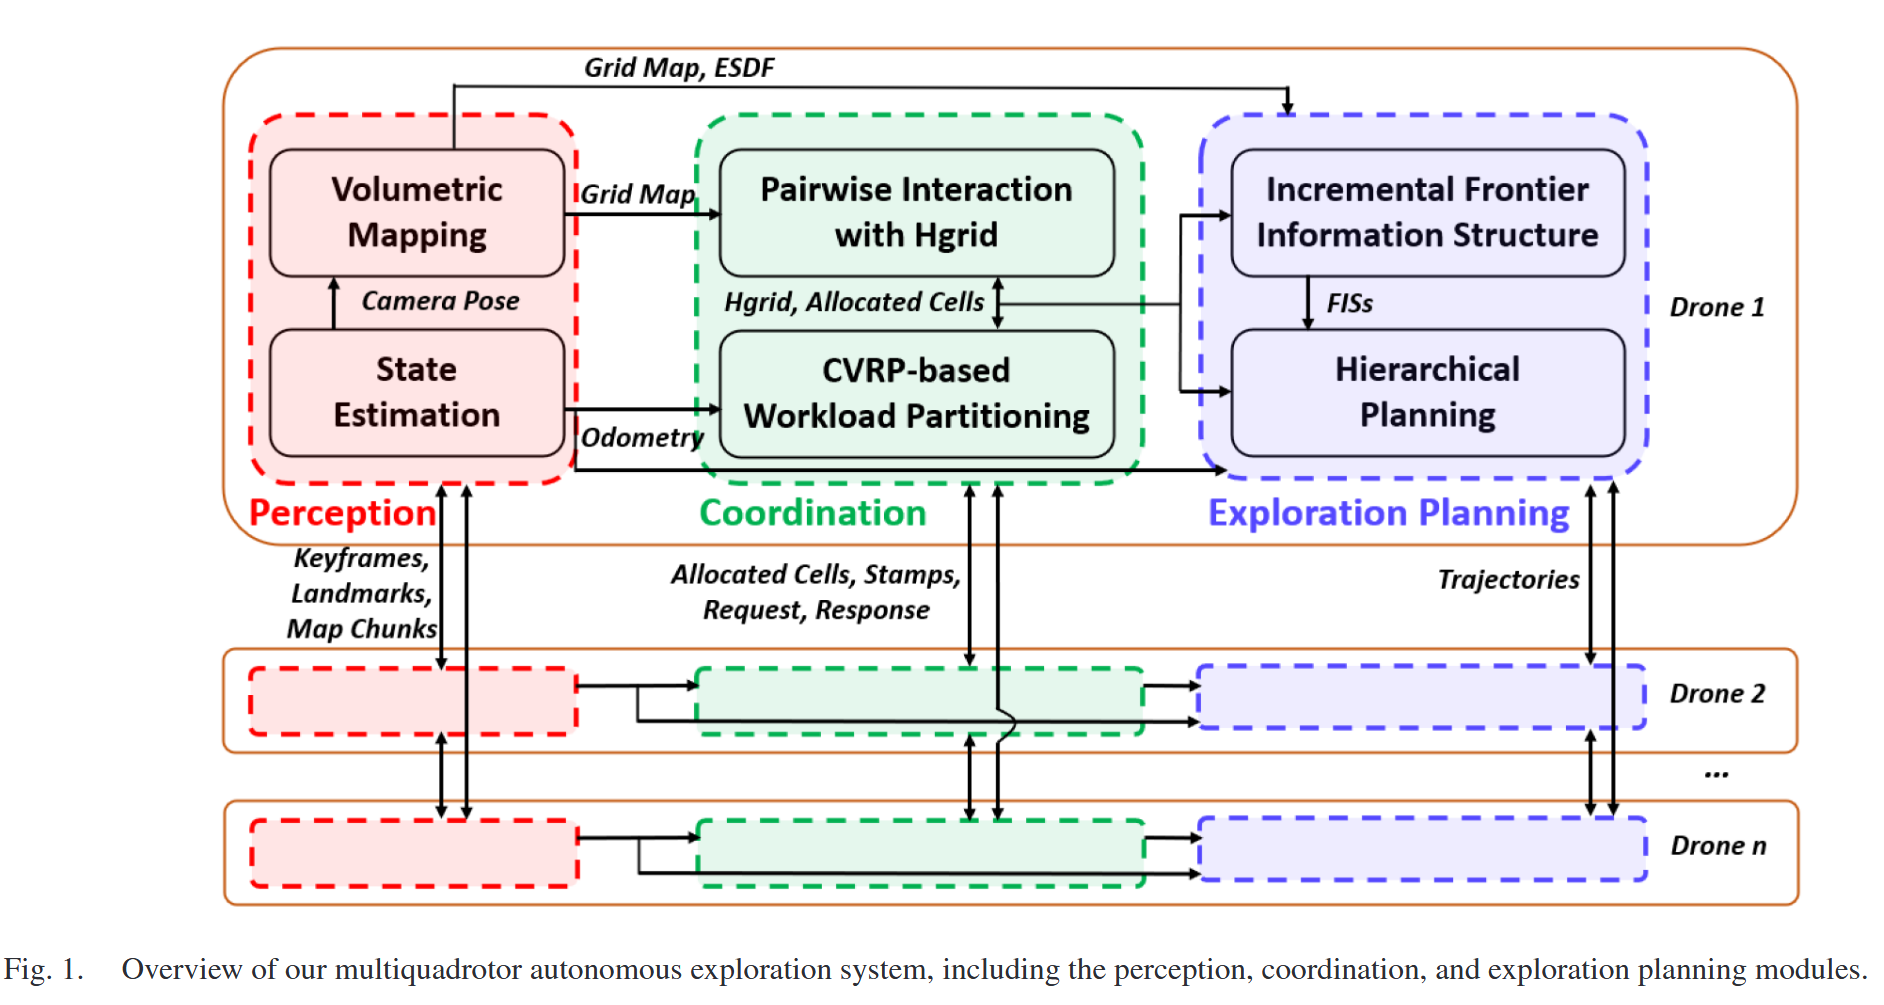 Grid Map, ESDF
Volumetric
Mapping
Grid Map
Pairwise Interaction
with Hgrid
Incremental Frontier
Information Structure
Camera Pose
Hgrid, Allocated Cells
FISs
Drone 1
State
Estimation
Odometry
CVRP-based
Workload Partitioning
Hierarchical
Planning
Perception
Coordination
Exploration Planning
Keyframes,
Landmarks,
Map Chunks
Allocated Cells, Stamps,
Request, Response
Trajectories
Drone 2
...
Drone n
Fig. 1. Overview of our multiquadrotor autonomous exploration system, including the perception, coordination, and exploration planning modules.